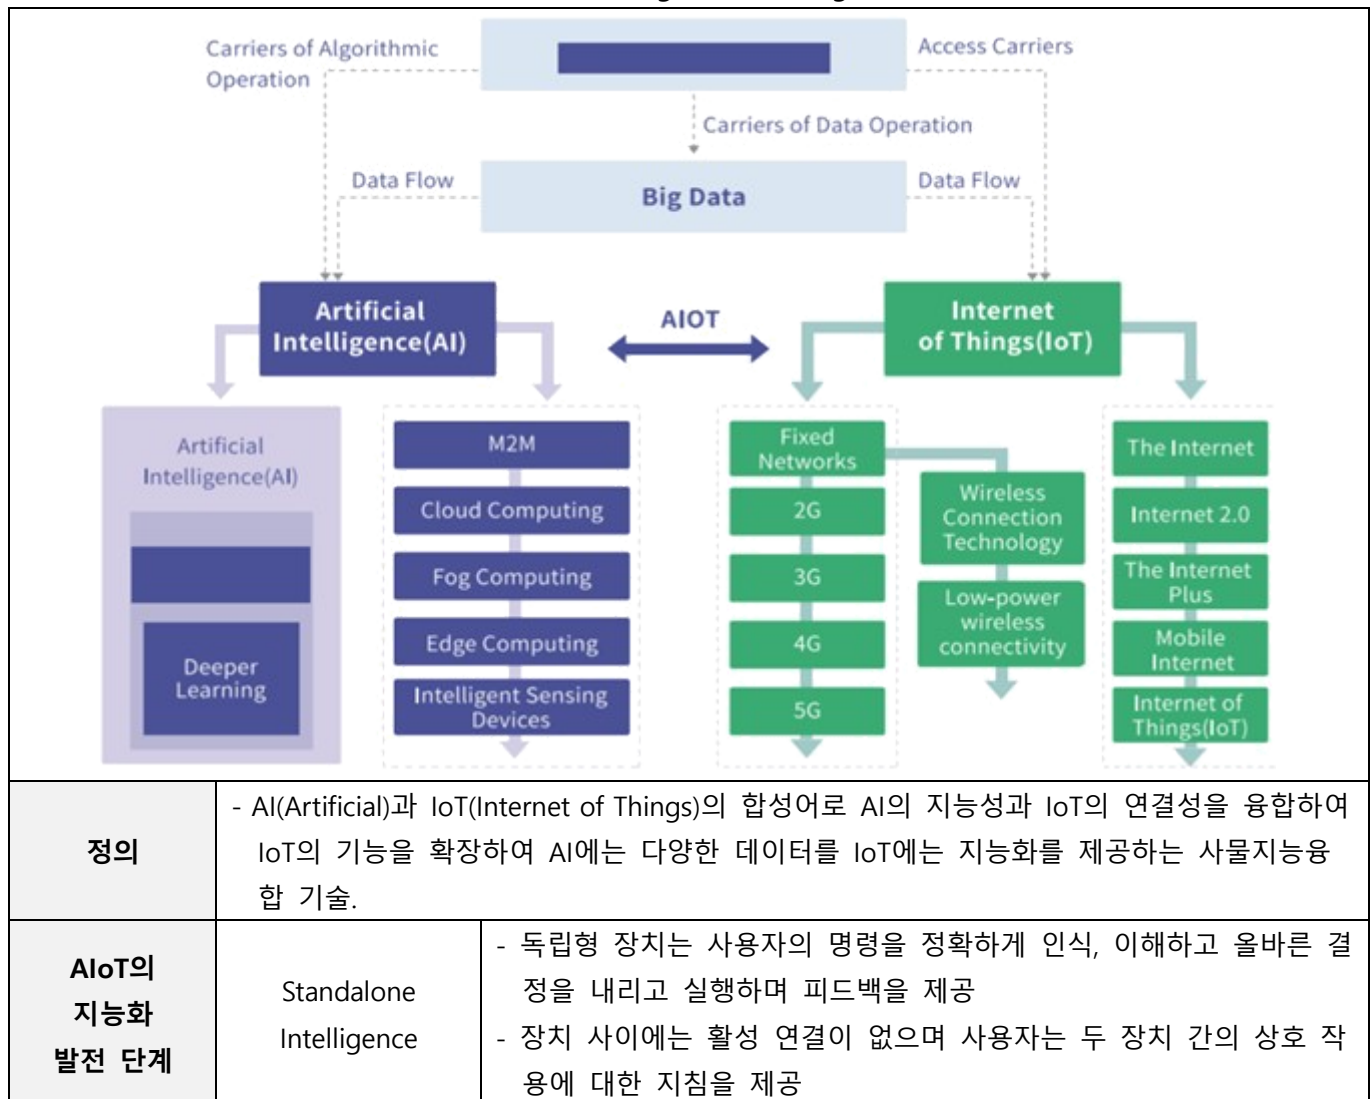 Carriers of Algorithmic
Operation
Access Carriers
Carriers of Data Operation
Data Flow
Big Data
Data Flow
Artificial
Intelligence(AI)
AIOT
Internet
of Things(IoT)
Artificial
Intelligence(AI)
Deeper
Learning
M2M
Cloud Computing
Fog Computing
Edge Computing
Intelligent Sensing
Devices
Fixed
Networks
2G
3G
4G
5G
Wireless
Connection
Technology
Low-power
wireless
connectivity
The Internet
Internet 2.0
The Internet
Plus
Mobile
Internet
Internet of
Things(IoT)
정의
- AI(Artificial)과 IoT(Internet of Things)의 합성어로 AI의 지능성과 IoT의 연결성을 융합하여
IoT의 기능을 확장하여 AI에는 다양한 데이터를 IoT에는 지능화를 제공하는 사물지능융
합 기술.
AIoT의
지능화
발전 단계
Standalone
Intelligence
- 독립형 장치는 사용자의 명령을 정확하게 인식, 이해하고 올바른 결
정을 내리고 실행하며 피드백을 제공
- 장치 사이에는 활성 연결이 없으며 사용자는 두 장치 간의 상호 작
용에 대한 지침을 제공